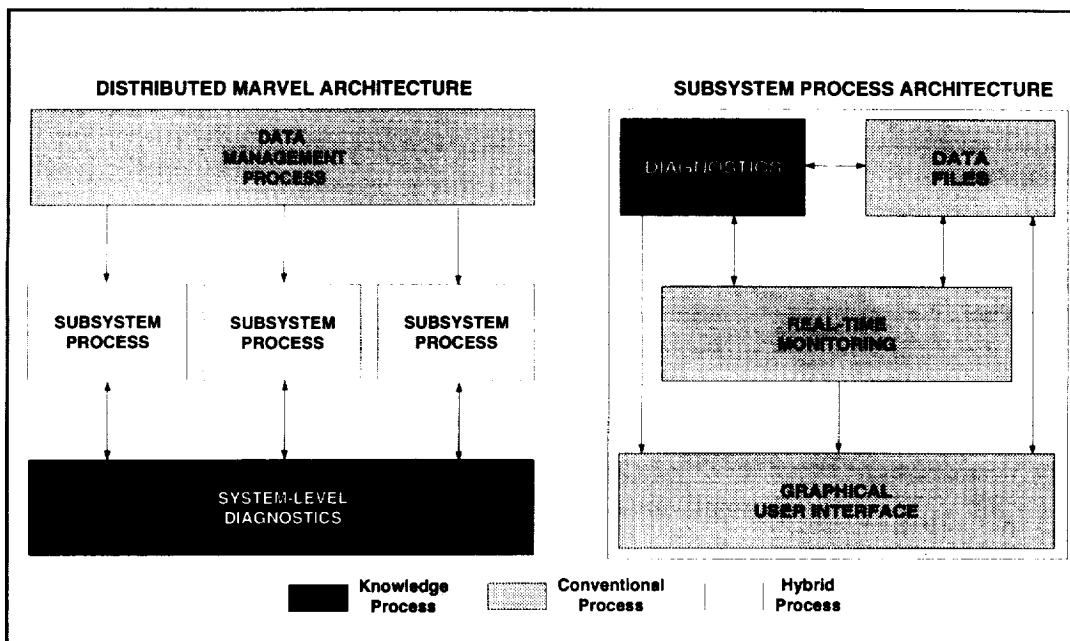 DISTRIBUTED MARVEL ARCHITECTURE
DATA
MANAGEMENT
PROCESS
SUBSYSTEM
PROCESS
SUBSYSTEM
PROCESS
SUBSYSTEM
PROCESS
SYSTEM-LEVEL
DIAGNOSTICS
SUBSYSTEM PROCESS ARCHITECTURE
DIAGNOSTICS
DATA
FILES
REAL-TIME
MONITORING
GRAPHICAL
USER INTERFACE
Knowledge
Process
Conventional
Process
Hybrid
Process